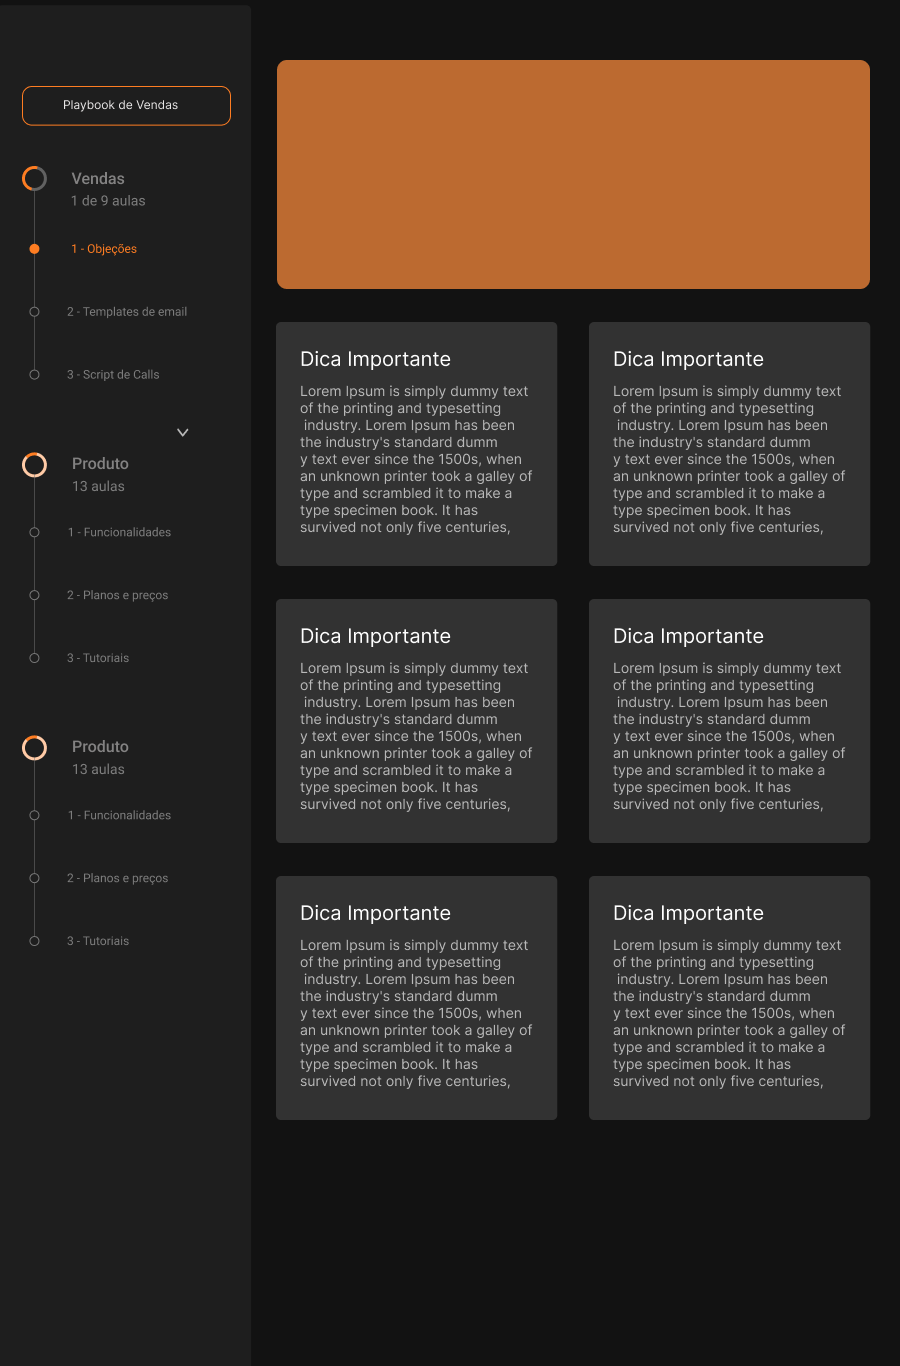 Playbook de Vendas
Vendas
1 de 9 aulas
1 - Objeções
2 - Templates de email
3 - Script de Calls
Produto
13 aulas
1 - Funcionalidades
2 - Planos e preços
3 - Tutoriais
Produto
13 aulas
1 - Funcionalidades
2 - Planos e preços
3 - Tutoriais
Dica Importante
Lorem Ipsum is simply dummy text
of the printing and typesetting
industry. Lorem Ipsum has been
the industry's standard dumm
y text ever since the 1500s, when
an unknown printer took a galley of
type and scrambled it to make a
type specimen book. It has
survived not only five centuries,
Dica Importante
Lorem Ipsum is simply dummy text
of the printing and typesetting
industry. Lorem Ipsum has been
the industry's standard dumm
y text ever since the 1500s, when
an unknown printer took a galley of
type and scrambled it to make a
type specimen book. It has
survived not only five centuries,
Dica Importante
Lorem Ipsum is simply dummy text
of the printing and typesetting
industry. Lorem Ipsum has been
the industry's standard dumm
y text ever since the 1500s, when
an unknown printer took a galley of
type and scrambled it to make a
type specimen book. It has
survived not only five centuries,
Dica Importante
Lorem Ipsum is simply dummy text
of the printing and typesetting
industry. Lorem Ipsum has been
the industry's standard dumm
y text ever since the 1500s, when
an unknown printer took a galley of
type and scrambled it to make a
type specimen book. It has
survived not only five centuries,
Dica Importante
Lorem Ipsum is simply dummy text
of the printing and typesetting
industry. Lorem Ipsum has been
the industry's standard dumm
y text ever since the 1500s, when
an unknown printer took a galley of
type and scrambled it to make a
type specimen book. It has
survived not only five centuries,
Dica Importante
Lorem Ipsum is simply dummy text
of the printing and typesetting
industry. Lorem Ipsum has been
the industry's standard dumm
y text ever since the 1500s, when
an unknown printer took a galley of
type and scrambled it to make a
type specimen book. It has
survived not only five centuries,